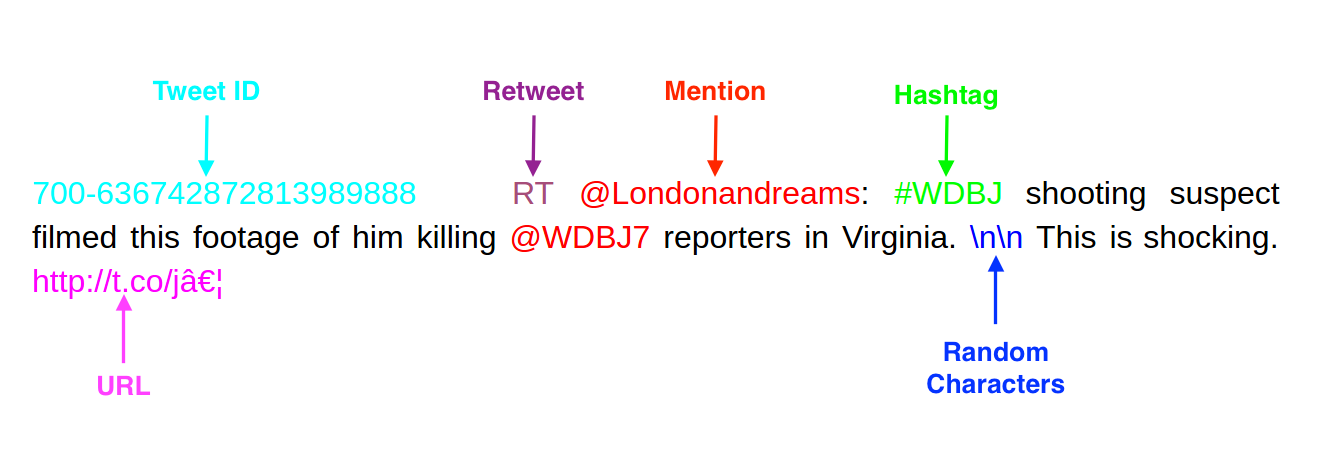 Tweet ID Retweet Mention Hashtag
700-636742872813989888 RT @Londonandreams: #WDBJ shooting suspect
filmed this footage of him killing @WDBJ7 reporters in Virginia. \n\n This is shocking.
http://t.co/jâ€¦
URL
Random
Characters